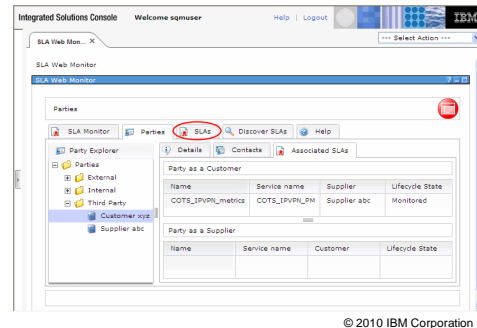 Integrated Solutions Console Welcome sqmuser Help | Logout IBM
SLA Web Mon... × --- Select Action ---
SLA Web Monitor
SLA Web Monitor
Parties
SLA Monitor Parties SLAs Discover SLAs Help
Party Explorer
Parties
External
Internal
Third Party
Customer xyz
Supplier abc
Details Contacts Associated SLAs
Party as a Customer
Name Service name Supplier Lifecycle State
COTS_IPVPN_metrics COTS_IPVPN_PM Supplier abc Monitored
Party as a Supplier
Name Service name Customer Lifecycle State
© 2010 IBM Corporation